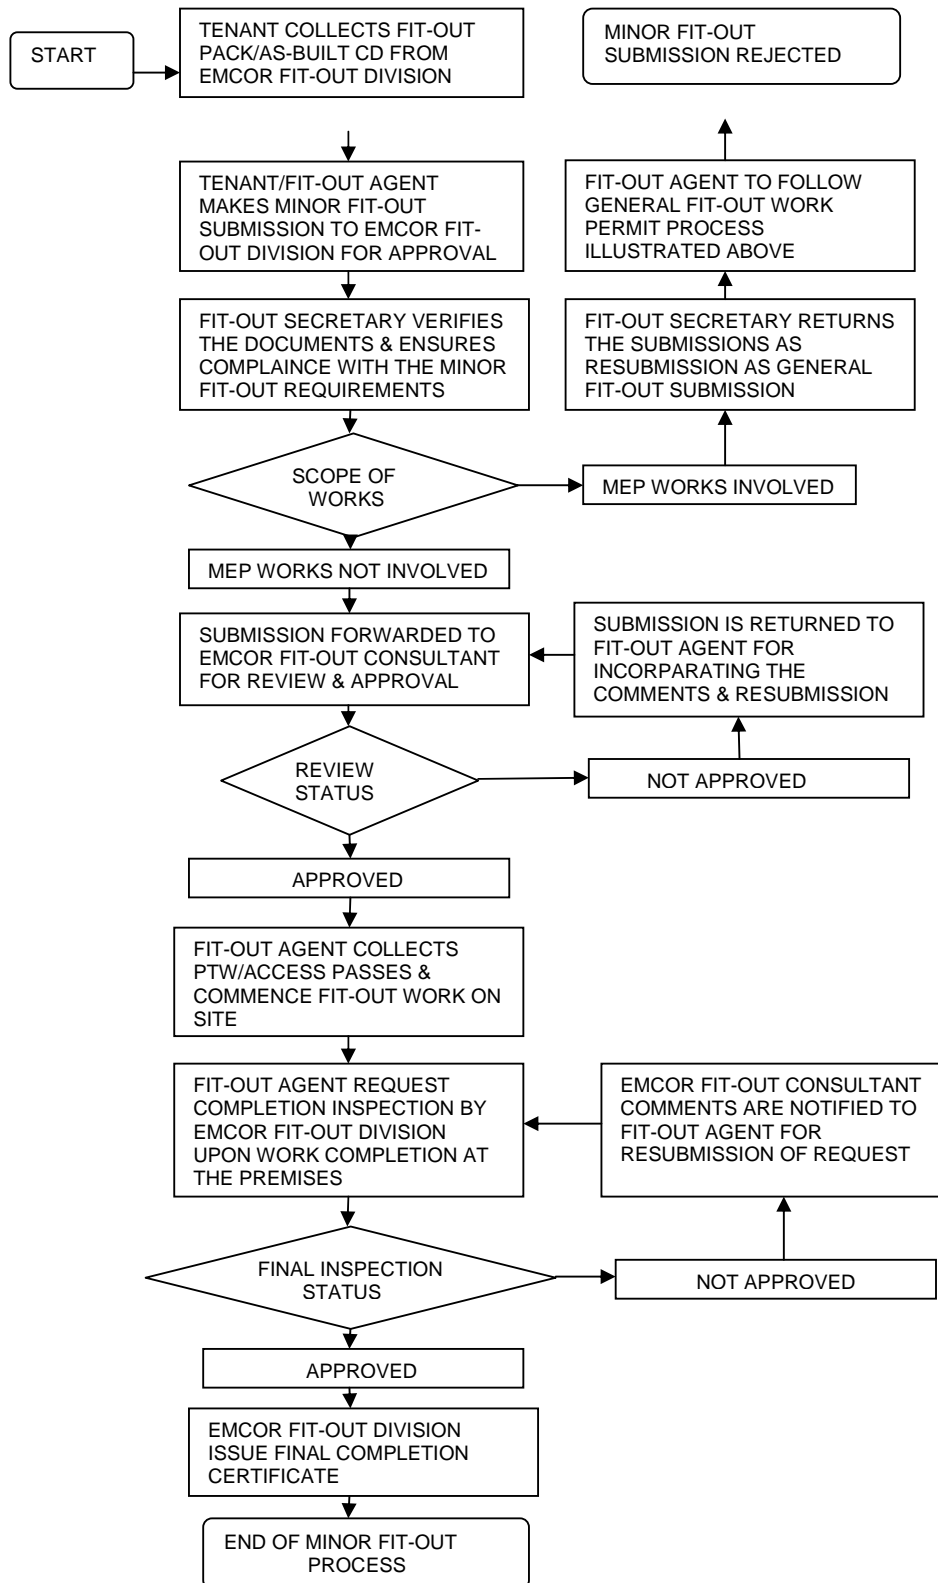 START
TENANT COLLECTS FIT-OUT
PACK/AS-BUILT CD FROM
EMCOR FIT-OUT DIVISION
MINOR FIT-OUT
SUBMISSION REJECTED
TENANT/FIT-OUT AGENT
MAKES MINOR FIT-OUT
SUBMISSION TO EMCOR FIT-
OUT DIVISION FOR APPROVAL
FIT-OUT AGENT TO FOLLOW
GENERAL FIT-OUT WORK
PERMIT PROCESS
ILLUSTRATED ABOVE
FIT-OUT SECRETARY VERIFIES
THE DOCUMENTS & ENSURES
COMPLAINCE WITH THE MINOR
FIT-OUT REQUIREMENTS
FIT-OUT SECRETARY RETURNS
THE SUBMISSIONS AS
RESUBMISSION AS GENERAL
FIT-OUT SUBMISSION
SCOPE OF
WORKS
MEP WORKS INVOLVED
MEP WORKS NOT INVOLVED
SUBMISSION FORWARDED TO
EMCOR FIT-OUT CONSULTANT
FOR REVIEW & APPROVAL
SUBMISSION IS RETURNED TO
FIT-OUT AGENT FOR
INCORPARATING THE
COMMENTS & RESUBMISSION
REVIEW
STATUS
NOT APPROVED
APPROVED
FIT-OUT AGENT COLLECTS
PTW/ACCESS PASSES &
COMMENCE FIT-OUT WORK ON
SITE
FIT-OUT AGENT REQUEST
COMPLETION INSPECTION BY
EMCOR FIT-OUT DIVISION
UPON WORK COMPLETION AT
THE PREMISES
EMCOR FIT-OUT CONSULTANT
COMMENTS ARE NOTIFIED TO
FIT-OUT AGENT FOR
RESUBMISSION OF REQUEST
FINAL INSPECTION
STATUS
NOT APPROVED
APPROVED
EMCOR FIT-OUT DIVISION
ISSUE FINAL COMPLETION
CERTIFICATE
END OF MINOR FIT-OUT
PROCESS